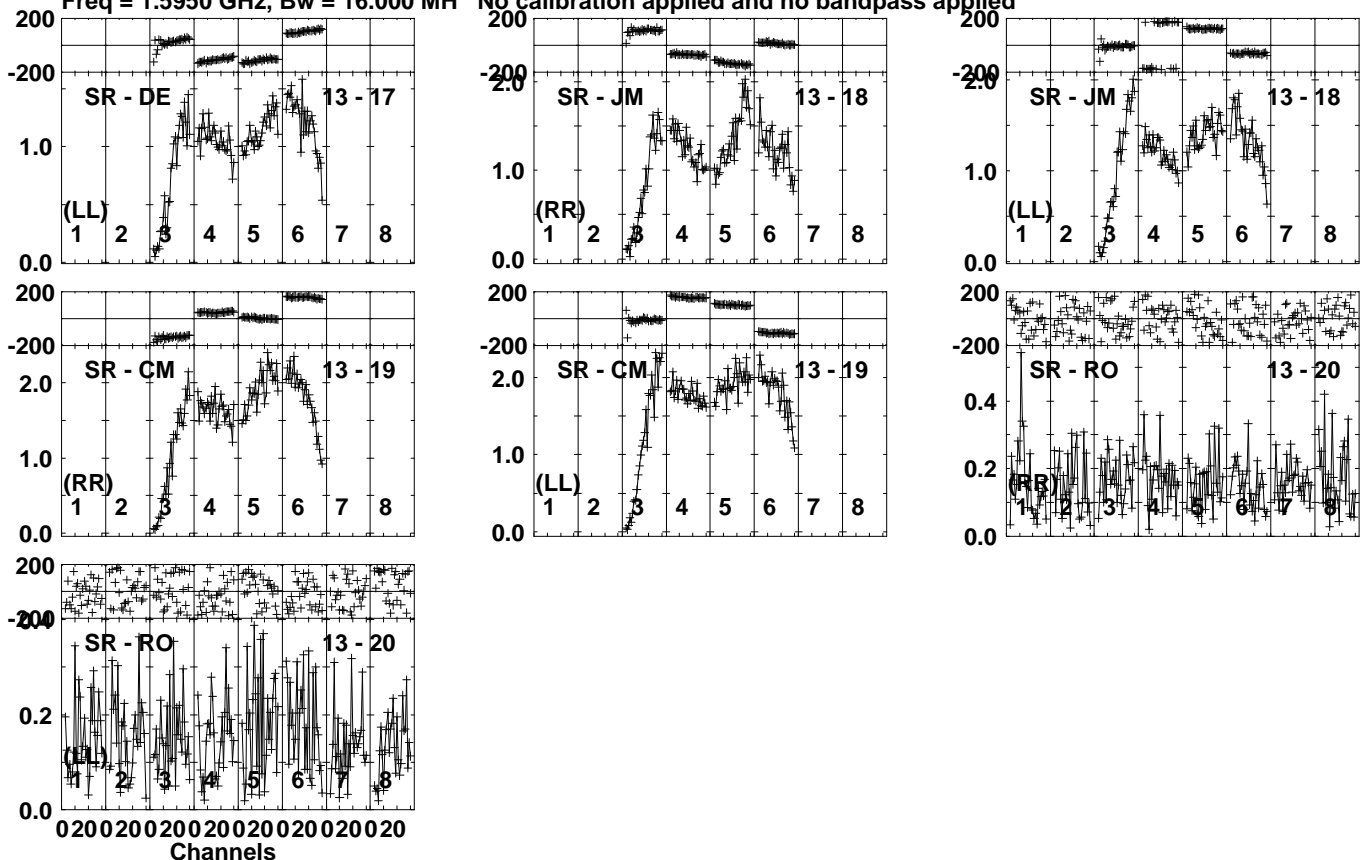 Freq = 1.5950 GHz, Bw = 16.000 MH No calibration applied and no bandpass applied
200
-200
SR - DE 13 - 17
1.0
(LL)
1 2 3 4 5 6 7 8
0.0
200
-200
2.0
SR - JM 13 - 18
1.0
(RR)
1 2 3 4 5 6 7 8
0.0
200
-200
2.0
SR - JM 13 - 18
1.0
(LL)
1 2 3 4 5 6 7 8
0.0
200
-200
SR - CM 13 - 19
2.0
1.0
(RR)
1 2 3 4 5 6 7 8
0.0
200
-200
SR - CM 13 - 19
2.0
1.0
(LL)
1 2 3 4 5 6 7 8
0.0
200
-200
SR - RO 13 - 20
0.4
0.2
(RR)
1 2 3 4 5 6 7 8
0.0
200
-200
0.4
SR - RO 13 - 20
0.2
(LL)
1 2 3 4 5 6 7 8
0.0
0 20 0 20 0 20 0 20 0 20 0 20 0 20 0 20
Channels